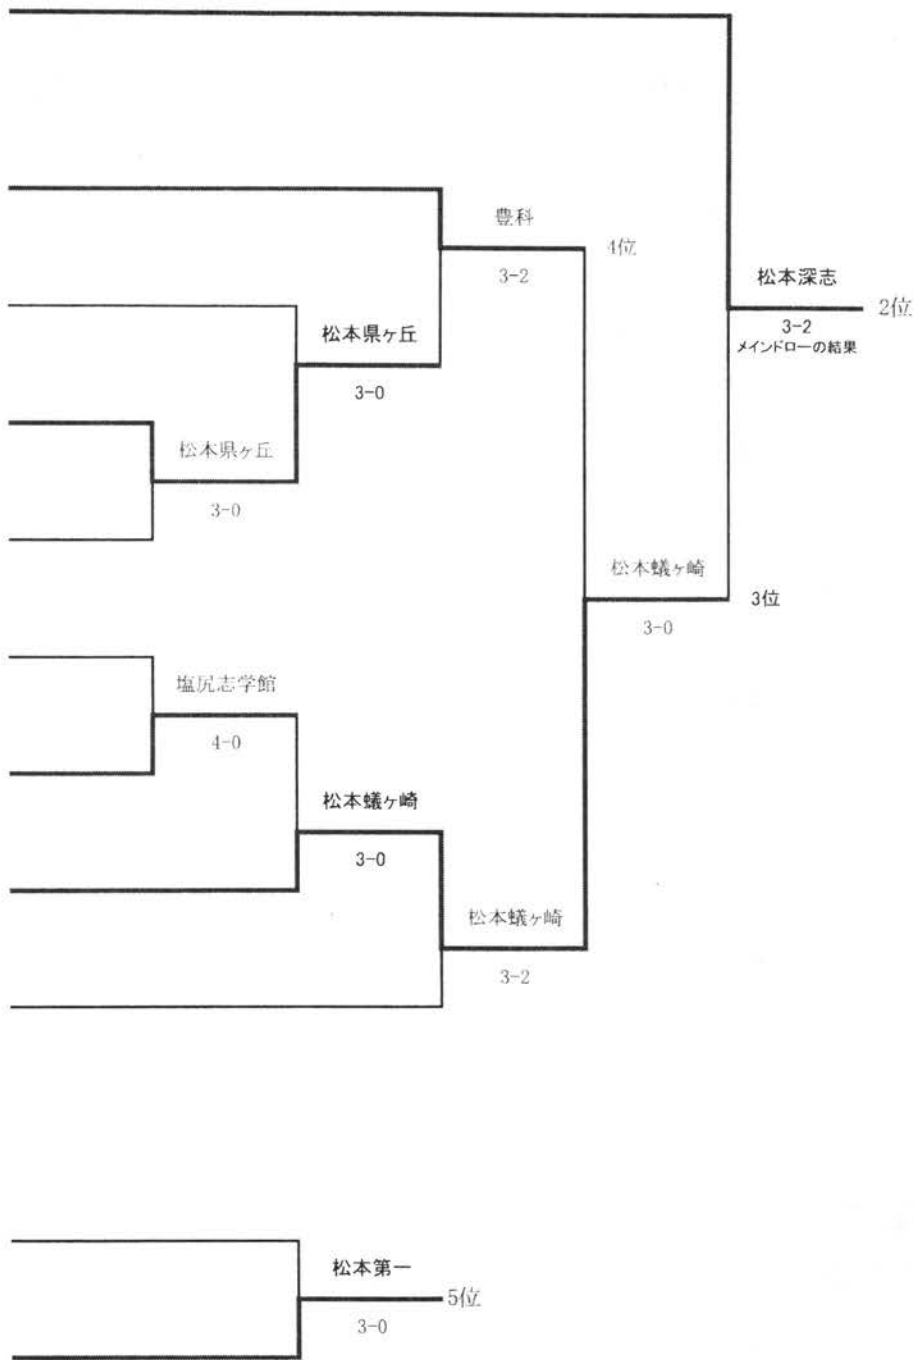 豊科
4位
3-2
松本深志
2位
3-2
メインドローの結果
松本県ヶ丘
3-0
松本県ヶ丘
3-0
松本蟻ヶ崎
3位
3-0
塩尻志学館
4-0
松本蟻ヶ崎
3-0
松本蟻ヶ崎
3-2
松本第一
5位
3-0